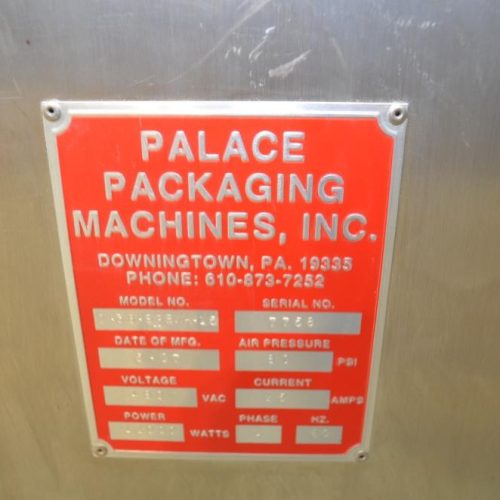 PALACE
PACKAGING
MACHINES, INC.
DOWNINGTOWN, PA. 19335
PHONE: 610-873-7252
MODEL NO. SERIAL NO.
DATE OF MFG. AIR PRESSURE
PSI
VOLTAGE CURRENT
VAC AMPS
POWER PHASE HZ.
WATTS